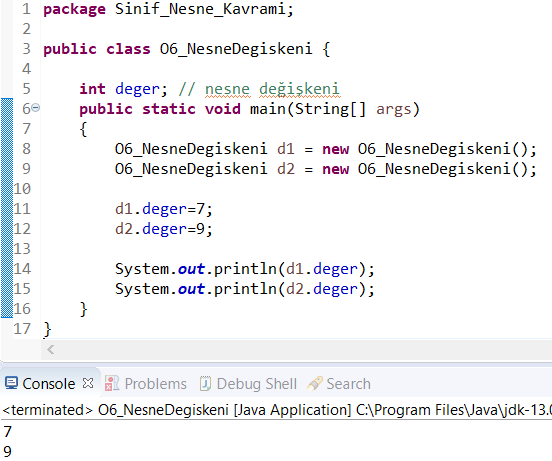 1 package Sinif_Nesne_Kavrami;
2
3 public class O6_NesneDegiskeni {
4
5 int deger; // nesne değişkeni
6 public static void main(String[] args)
7 {
8 O6_NesneDegiskeni d1 = new O6_NesneDegiskeni();
9 O6_NesneDegiskeni d2 = new O6_NesneDegiskeni();
10
11 d1.deger=7;
12 d2.deger=9;
13
14 System.out.println(d1.deger);
15 System.out.println(d2.deger);
16 }
17 }
Console Problems Debug Shell Search
<terminated> O6_NesneDegiskeni [Java Application] C:\Program Files\Java\jdk-13.0
7
9